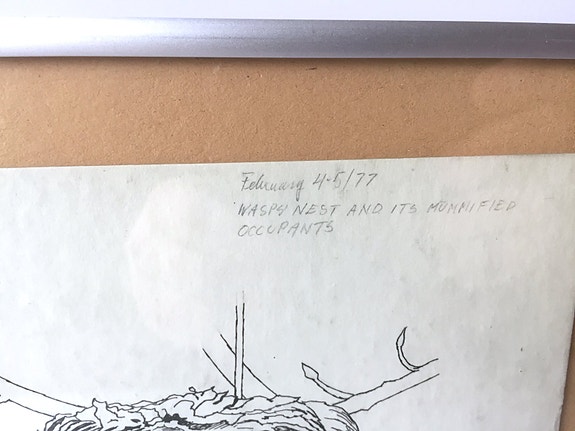 February 4-5/77
WASPS' NEST AND ITS MUMMIFIED
OCCUPANTS